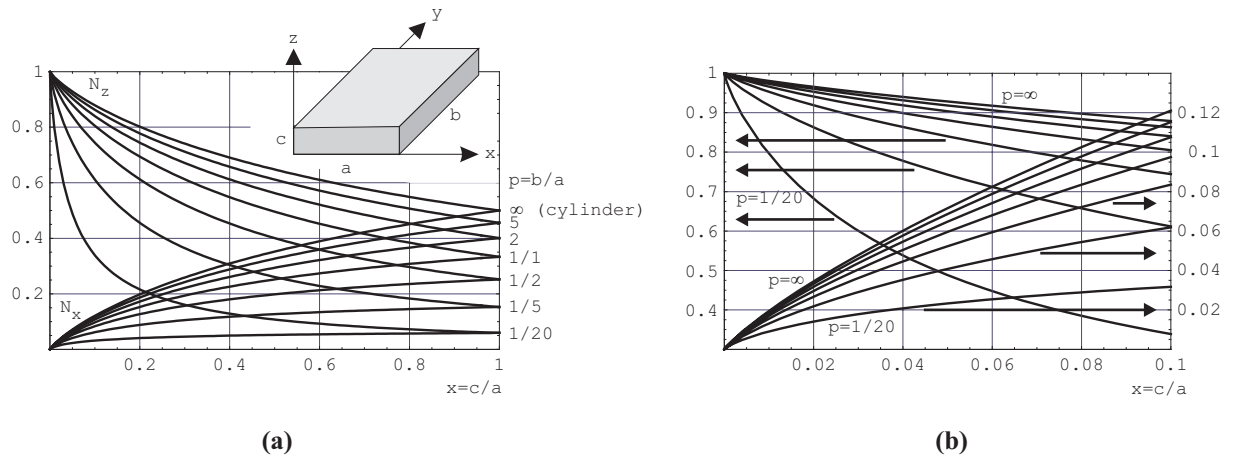 y
z
1
N_z
0.8
c
b
a
x
0.6
p=b/a
∞ (cylinder)
5
2
0.4
1/1
1/2
0.2
N_x
1/5
1/20
0.2
0.4
0.6
0.8
1
x=c/a
(a)
1
p=∞
0.12
0.9
0.1
0.8
0.7
p=1/20
0.08
0.6
0.06
0.5
p=∞
0.04
0.4
p=1/20
0.02
0.02
0.04
0.06
0.08
0.1
x=c/a
(b)